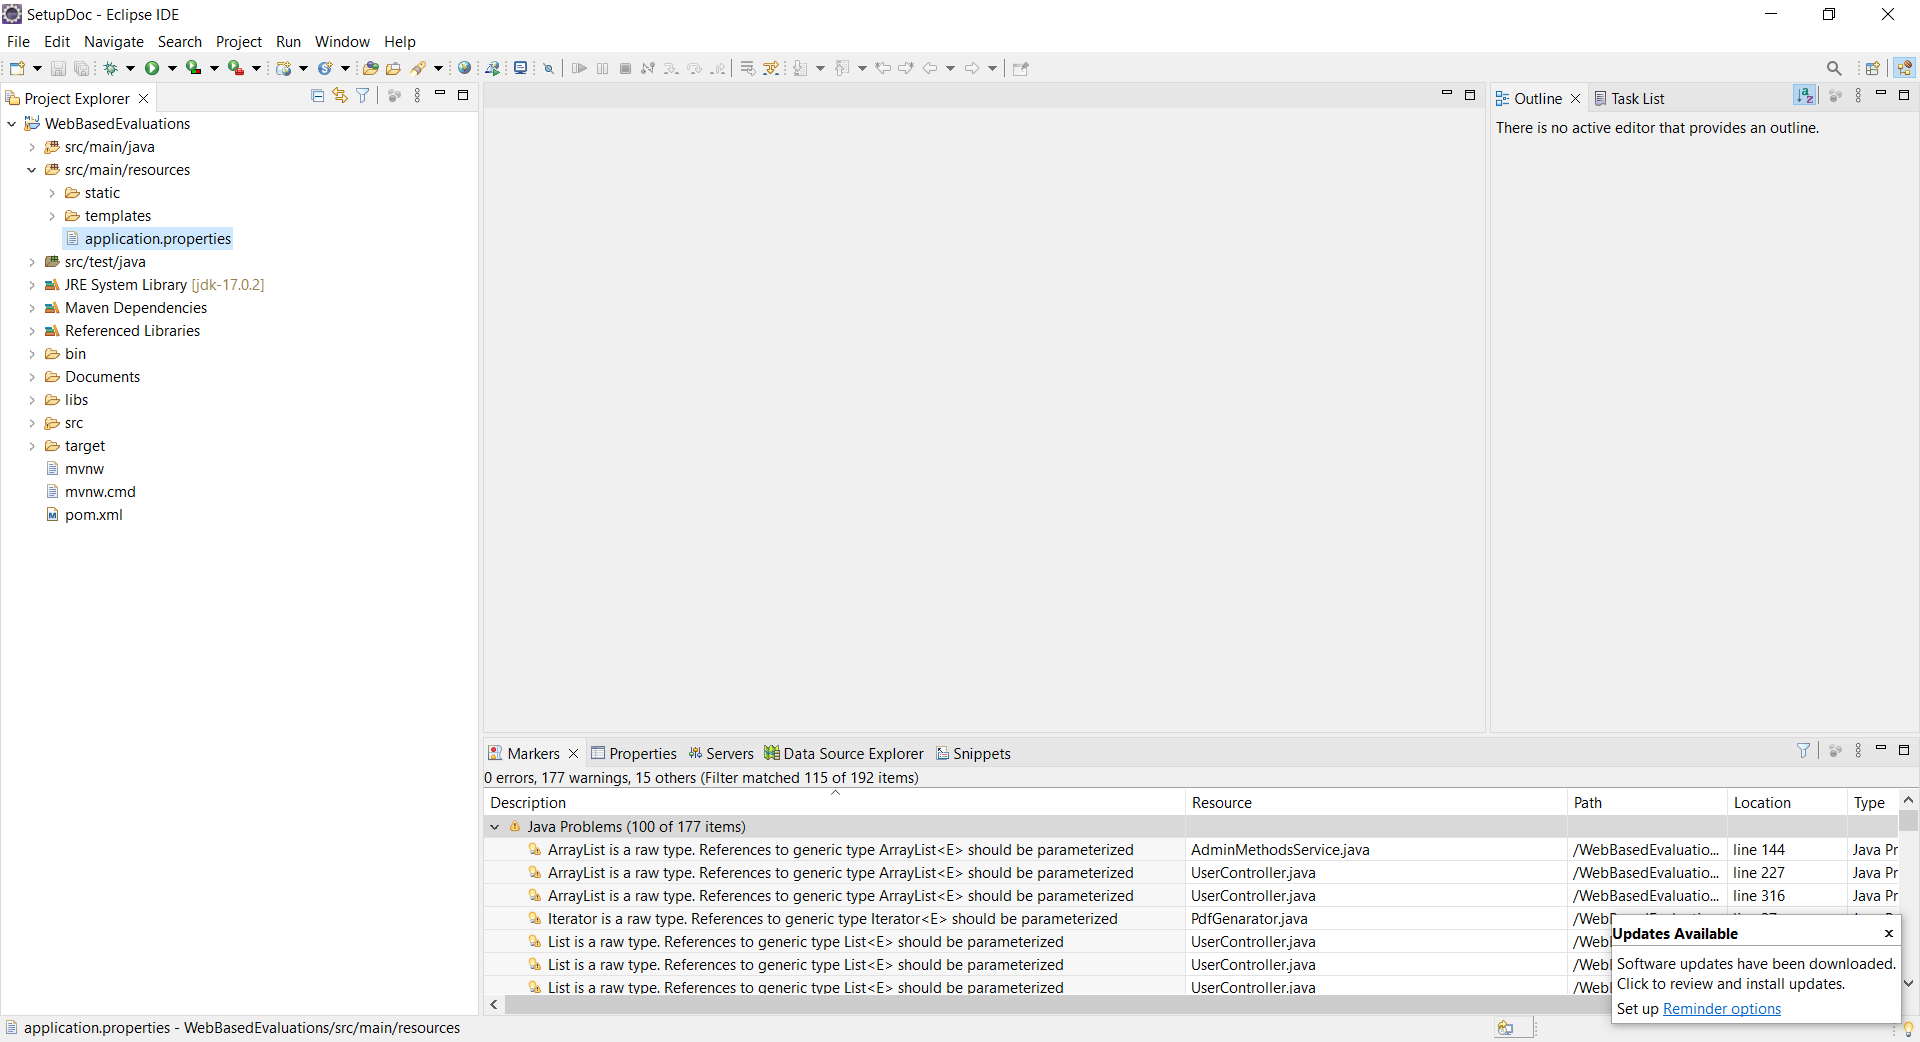 SetupDoc - Eclipse IDE
File Edit Navigate Search Project Run Window Help
Project Explorer
WebBasedEvaluations
src/main/java
src/main/resources
static
templates
application.properties
src/test/java
JRE System Library [jdk-17.0.2]
Maven Dependencies
Referenced Libraries
bin
Documents
libs
src
target
mvnw
mvnw.cmd
pom.xml
Outline Task List
There is no active editor that provides an outline.
Markers Properties Servers Data Source Explorer Snippets
0 errors, 177 warnings, 15 others (Filter matched 115 of 192 items)
Description Resource Path Location Type
Java Problems (100 of 177 items)
ArrayList is a raw type. References to generic type ArrayList<E> should be parameterized AdminMethodsService.java /WebBasedEvaluatio... line 144 Java Pr
ArrayList is a raw type. References to generic type ArrayList<E> should be parameterized UserController.java /WebBasedEvaluatio... line 227 Java Pr
ArrayList is a raw type. References to generic type ArrayList<E> should be parameterized UserController.java /WebBasedEvaluatio... line 316 Java Pr
Iterator is a raw type. References to generic type Iterator<E> should be parameterized PdfGenarator.java
List is a raw type. References to generic type List<E> should be parameterized UserController.java /WebI
List is a raw type. References to generic type List<E> should be parameterized UserController.java /WebI
List is a raw type. References to generic type List<E> should be parameterized UserController.java /WebI
Updates Available
Software updates have been downloaded.
Click to review and install updates.
Set up Reminder options
application.properties - WebBasedEvaluations/src/main/resources